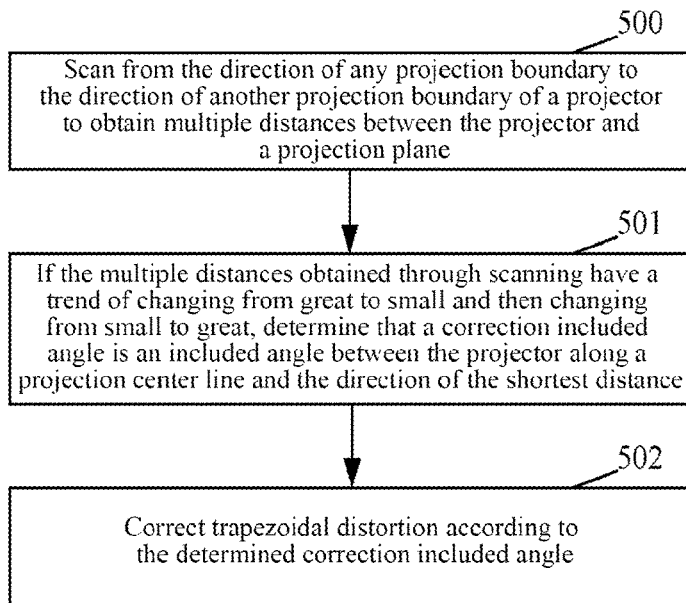 500
Scan from the direction of any projection boundary to
the direction of another projection boundary of a projector
to obtain multiple distances between the projector and
a projection plane
501
If the multiple distances obtained through scanning have a
trend of changing from great to small and then changing
from small to great, determine that a correction included
angle is an included angle between the projector along a
projection center line and the direction of the shortest distance
502
Correct trapezoidal distortion according to
the determined correction included angle